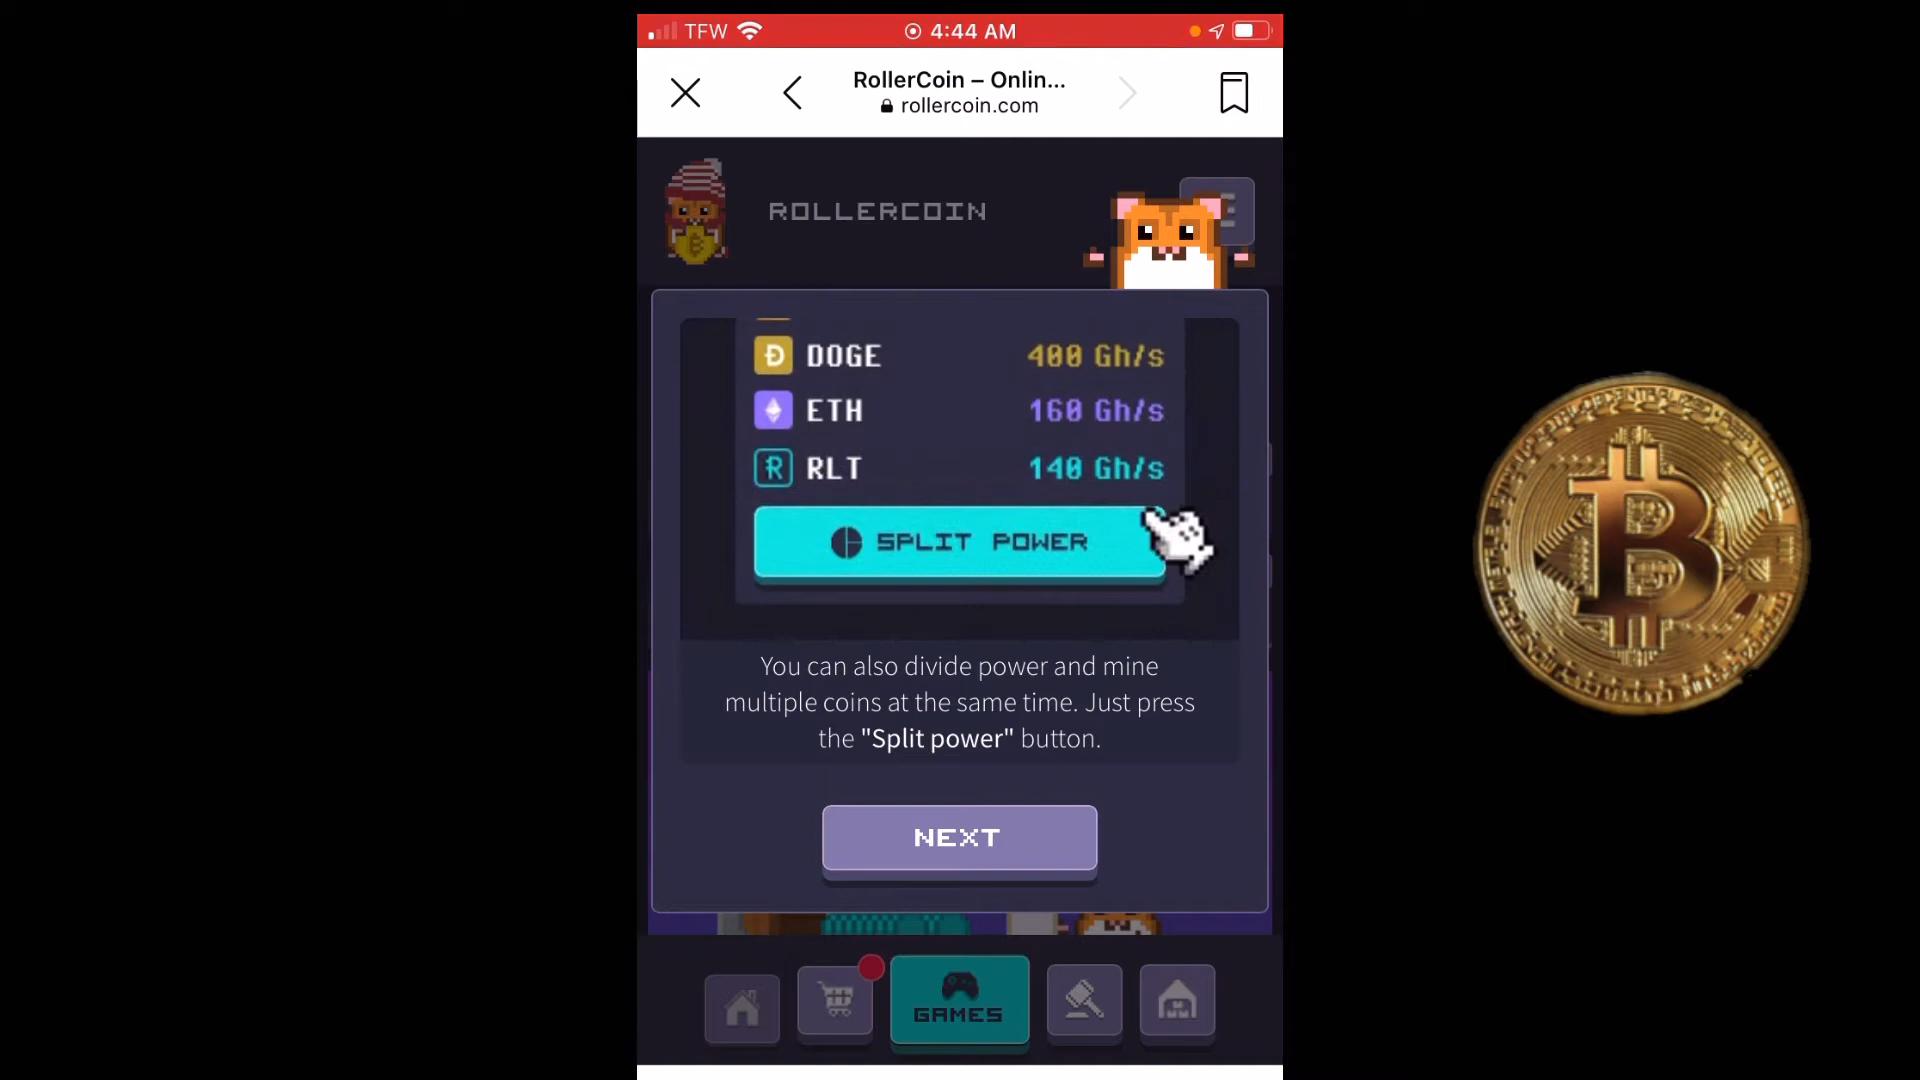 TFW
4:44 AM
RollerCoin – Onlin...
rollercoin.com
ROLLERCOIN
DOGE 400 Gh/s
ETH 160 Gh/s
RLT 140 Gh/s
SPLIT POWER
You can also divide power and mine
multiple coins at the same time. Just press
the "Split power" button.
NEXT
GAMES